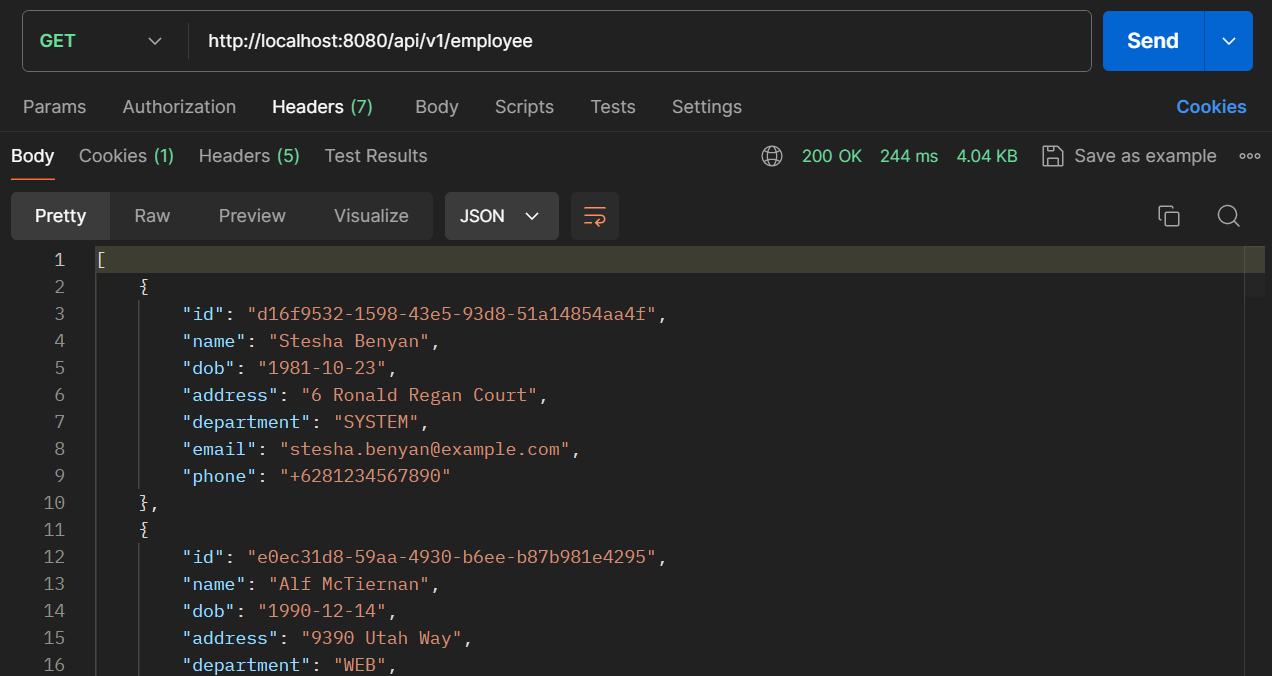 GET http://localhost:8080/api/v1/employee Send
Params Authorization Headers (7) Body Scripts Tests Settings Cookies
Body Cookies (1) Headers (5) Test Results 200 OK 244 ms 4.04 KB Save as example
Pretty Raw Preview Visualize JSON
1 [
2 {
3 "id": "d16f9532-1598-43e5-93d8-51a14854aa4f",
4 "name": "Stesha Benyan",
5 "dob": "1981-10-23",
6 "address": "6 Ronald Regan Court",
7 "department": "SYSTEM",
8 "email": "stesha.benyan@example.com",
9 "phone": "+6281234567890"
10 },
11 {
12 "id": "e0ec31d8-59aa-4930-b6ee-b87b981e4295",
13 "name": "Alf McTiernan",
14 "dob": "1990-12-14",
15 "address": "9390 Utah Way",
16 "department": "WEB",